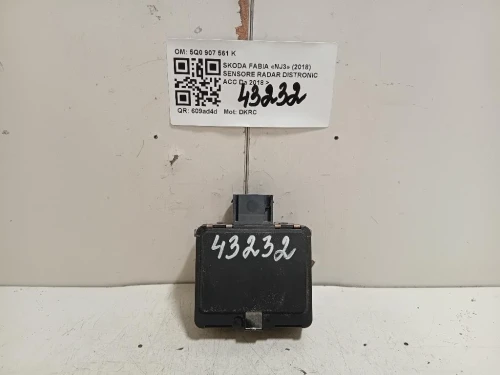 OM: 5Q0 907 561 K
SKODA FABIA «NJ3» (2018)
SENSORE RADAR DISTRONIC
ACC Da 2018 >
43232
QR: 609ad4d Mot: DKRC
43232